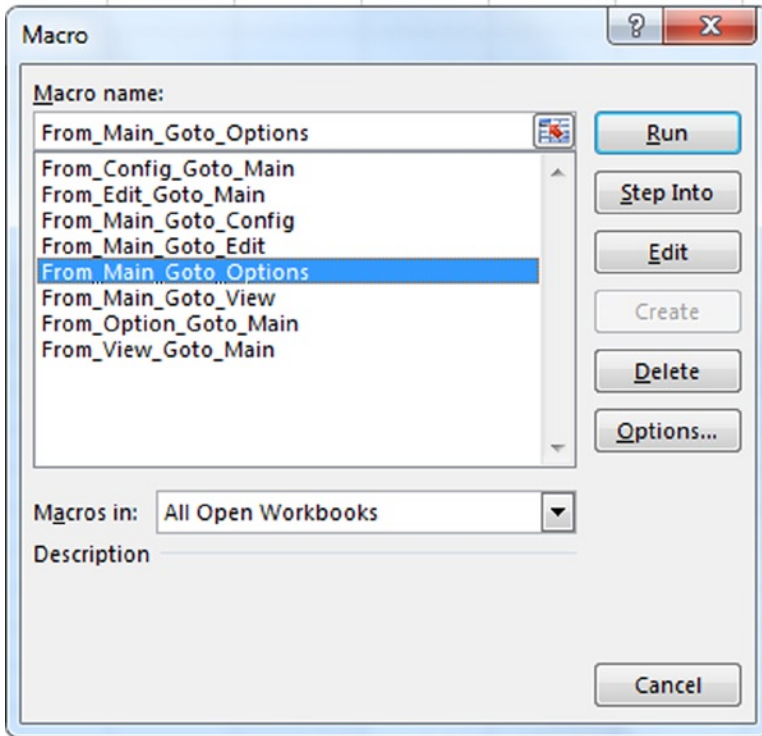 Macro
Macro name:
From_Main_Goto_Options
From_Config_Goto_Main
From_Edit_Goto_Main
From_Main_Goto_Config
From_Main_Goto_Edit
From_Main_Goto_Options
From_Main_Goto_View
From_Option_Goto_Main
From_View_Goto_Main
Run
Step Into
Edit
Create
Delete
Options...
Macros in: All Open Workbooks
Description
Cancel